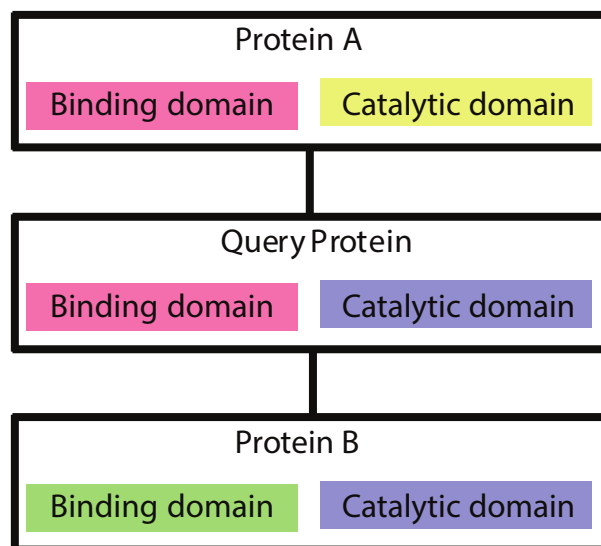 Protein A
Binding domain Catalytic domain
Query Protein
Binding domain Catalytic domain
Protein B
Binding domain Catalytic domain